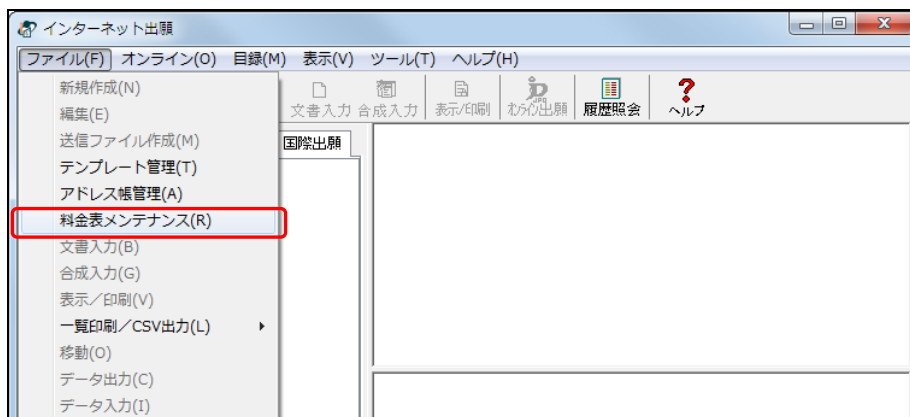 インターネット出願
ファイル(F) オンライン(O) 目録(M) 表示(V) ツール(T) ヘルプ(H)
文書入力 合成入力 表示/印刷 オンライン出願 履歴照会 ヘルプ
国際出願
新規作成(N)
編集(E)
送信ファイル作成(M)
テンプレート管理(T)
アドレス帳管理(A)
料金表メンテナンス(R)
文書入力(B)
合成入力(G)
表示/印刷(V)
一覧印刷/CSV出力(L)
移動(O)
データ出力(C)
データ入力(I)